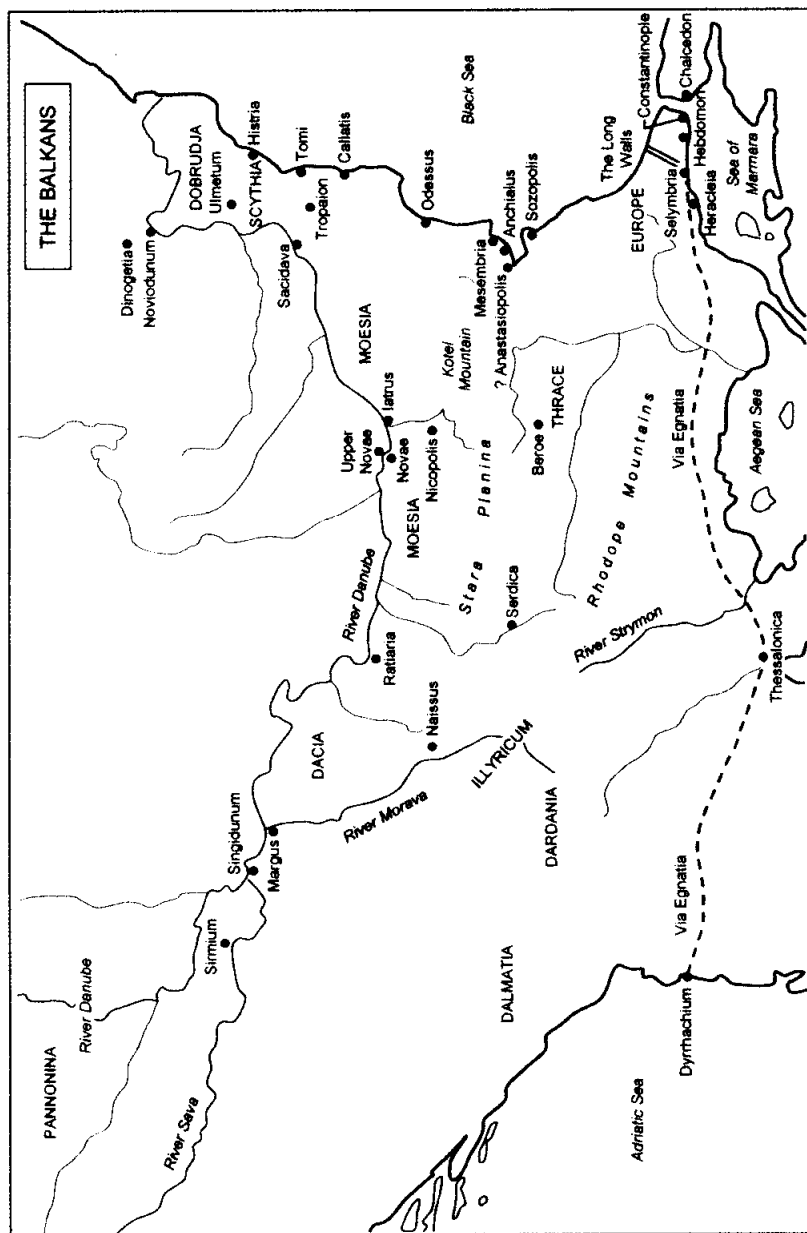 THE BALKANS
PANNONINA
River Danube
River Sava
Sirmium
Singidunum
Margus
DACIA
River Morava
Naissus
ILLYRICUM
DARDANIA
DALMATIA
Adriatic Sea
Dyrrhachium
Via Egnatia
Thessalonica
River Strymon
Ratiaria
River Danube
Serdica
Stara Planina
MOESIA
Upper
Novae
Novae
Iatrus
Nicopolis
MOESIA
Kotel
Mountain
Beroe
THRACE
Rhodope Mountains
Via Egnatia
Aegean Sea
Dinogetia
Noviodunum
DOBRUDJA
Ulmetum
SCYTHIA
Histria
Sacidava
Tropaion
Tomi
Callatis
Odessus
Black Sea
Mesembria
Anchialus
? Anastasiopolis
Sozopolis
The Long
Walls
EUROPE
Selymbria
Heracleia
Hebdomon
Constantinople
Chalcedon
Sea of
Marmara